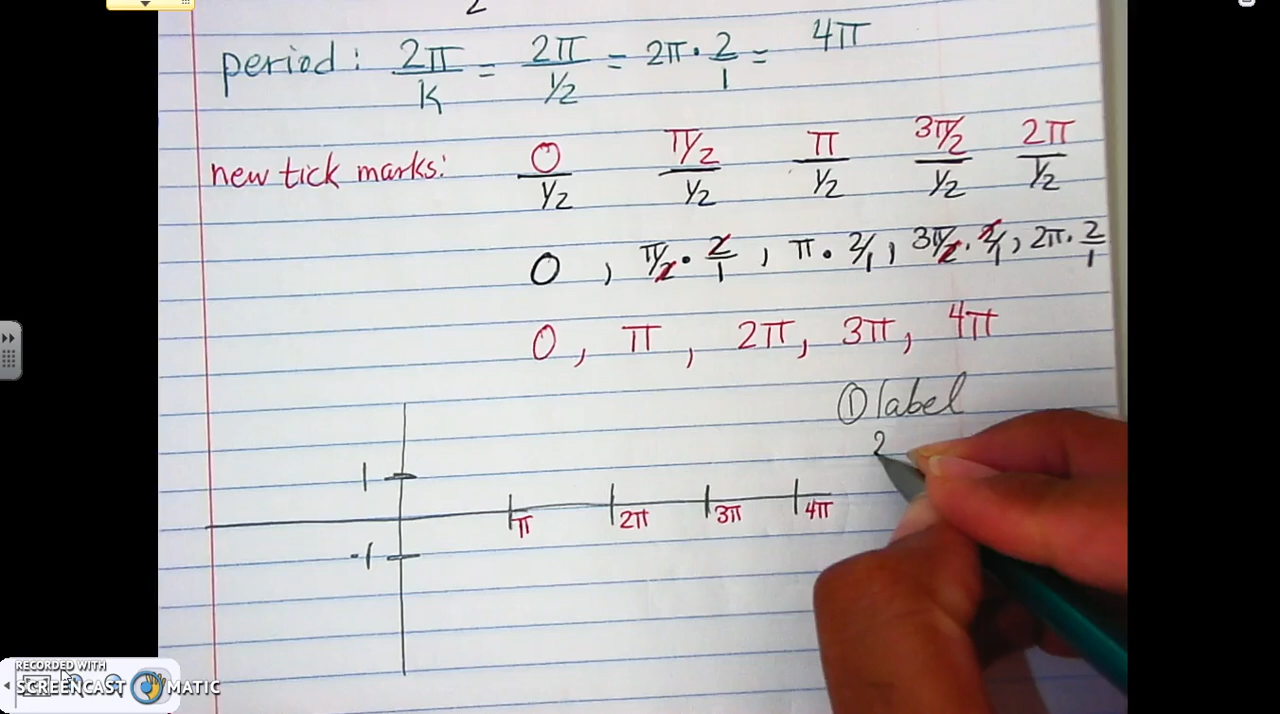 2
period: 2π/K = 2π/½ = 2π · 2/1 = 4π
new tick marks: 0/½ π/2/½ π/½ 3π/2/½ 2π/½
0, π/2 · 2/1, π · 2/1, 3π/2 · 2/1, 2π · 2/1
0, π, 2π, 3π, 4π
① label
2
1
π 2π 3π 4π
-1
RECORDED WITH
SCREENCAST MATIC